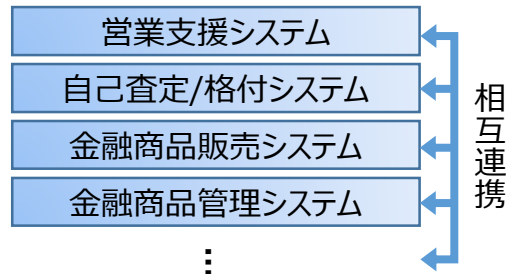 営業支援システム
自己査定/格付システム
金融商品販売システム
金融商品管理システム
…
相互連携